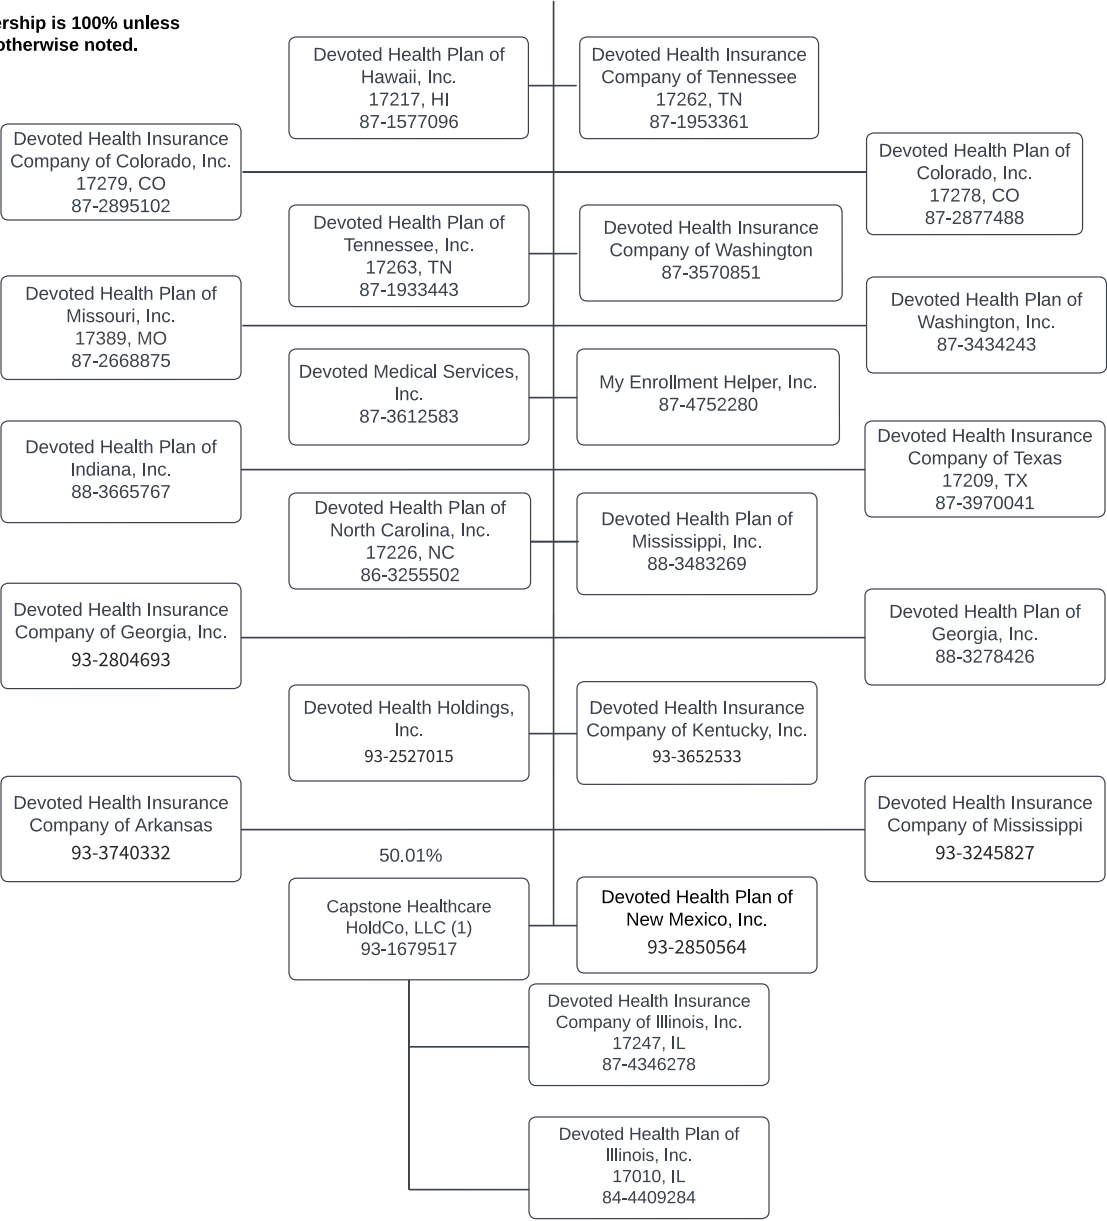 ership is 100% unless
otherwise noted.
Devoted Health Plan of
Hawaii, Inc.
17217, HI
87-1577096
Devoted Health Insurance
Company of Tennessee
17262, TN
87-1953361
Devoted Health Insurance
Company of Colorado, Inc.
17279, CO
87-2895102
Devoted Health Plan of
Colorado, Inc.
17278, CO
87-2877488
Devoted Health Plan of
Tennessee, Inc.
17263, TN
87-1933443
Devoted Health Insurance
Company of Washington
87-3570851
Devoted Health Plan of
Missouri, Inc.
17389, MO
87-2668875
Devoted Health Plan of
Washington, Inc.
87-3434243
Devoted Medical Services,
Inc.
87-3612583
My Enrollment Helper, Inc.
87-4752280
Devoted Health Plan of
Indiana, Inc.
88-3665767
Devoted Health Insurance
Company of Texas
17209, TX
87-3970041
Devoted Health Plan of
North Carolina, Inc.
17226, NC
86-3255502
Devoted Health Plan of
Mississippi, Inc.
88-3483269
Devoted Health Insurance
Company of Georgia, Inc.
93-2804693
Devoted Health Plan of
Georgia, Inc.
88-3278426
Devoted Health Holdings,
Inc.
93-2527015
Devoted Health Insurance
Company of Kentucky, Inc.
93-3652533
Devoted Health Insurance
Company of Arkansas
93-3740332
Devoted Health Insurance
Company of Mississippi
93-3245827
50.01%
Capstone Healthcare
HoldCo, LLC (1)
93-1679517
Devoted Health Plan of
New Mexico, Inc.
93-2850564
Devoted Health Insurance
Company of Illinois, Inc.
17247, IL
87-4346278
Devoted Health Plan of
Illinois, Inc.
17010, IL
84-4409284